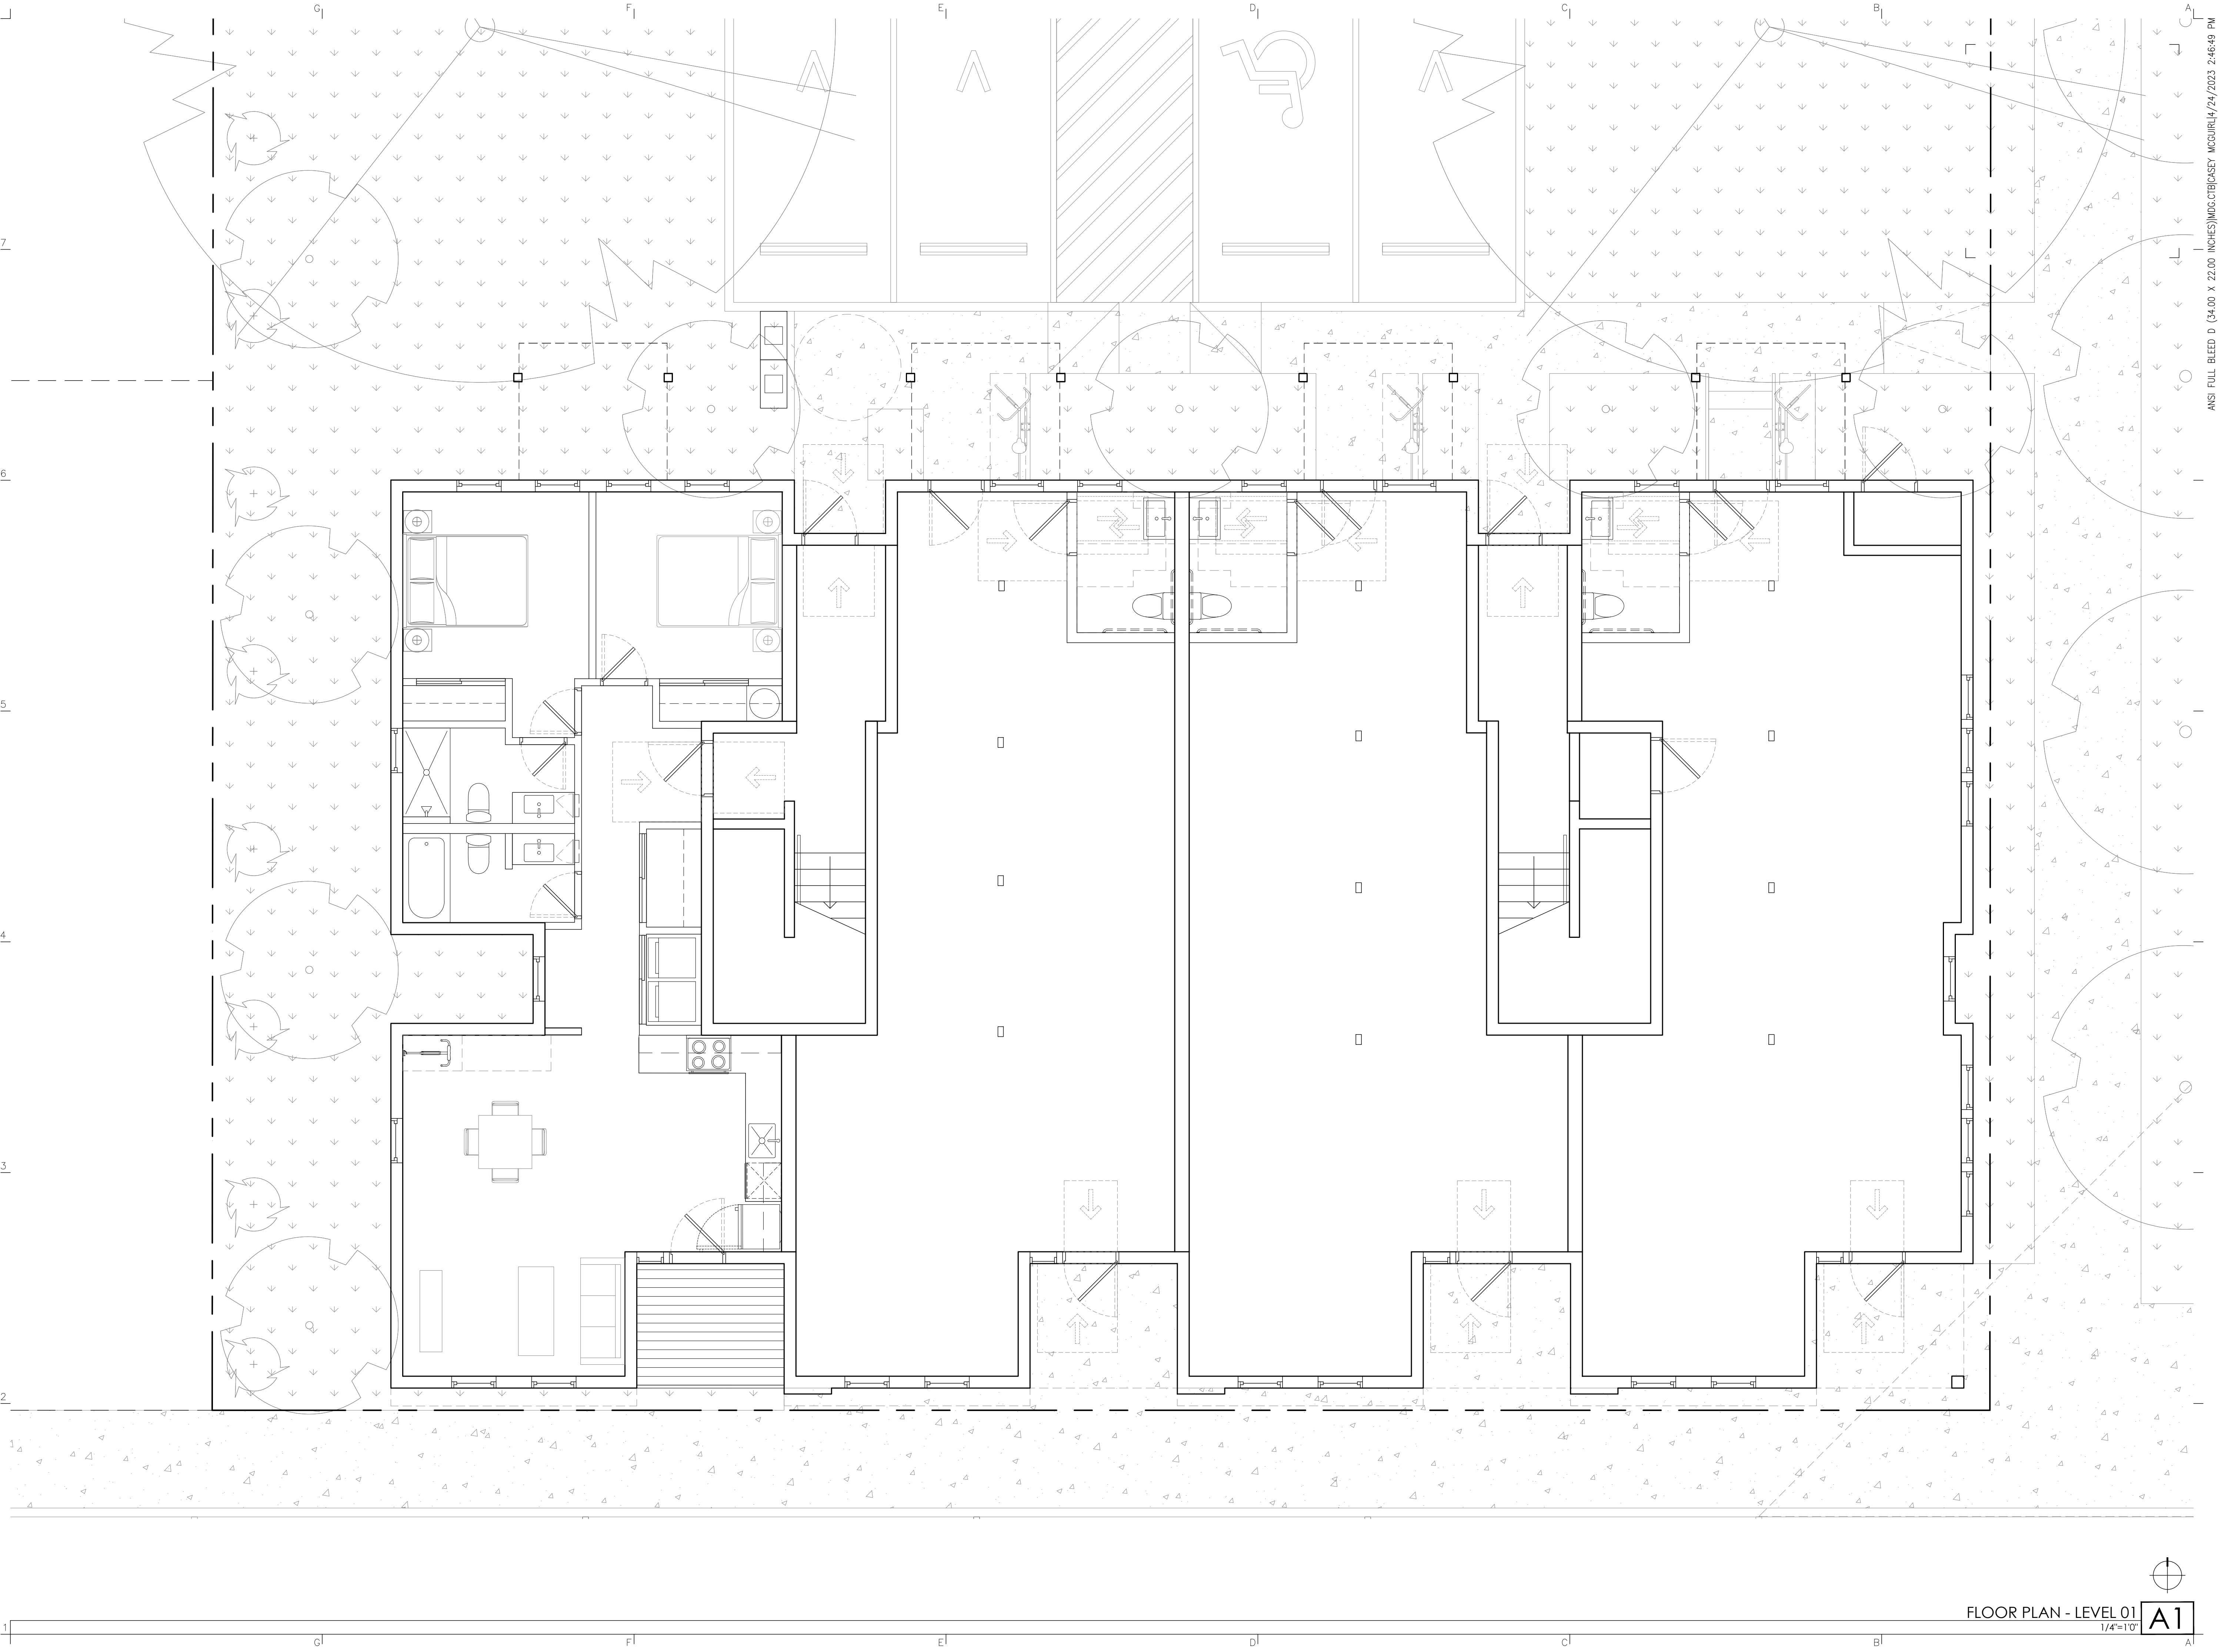 G F E D C B A
ANSI FULL BLEED D (34.00 X 22.00 INCHES)|MDG.CTB|CASEY MCGUIRL|4/24/2023 2:46:49 PM
7
6
5
4
3
2
FLOOR PLAN - LEVEL 01
A1
1/4"=1'0"
1
G F E D C B A